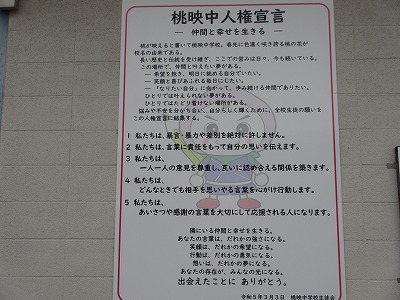 桃映中人権宣言
― 仲間と幸せを生きる ―
桃が映えると書いて桃映中学校。春先に色濃く咲き誇る桃の花が
校名の由来である。
長い歴史と伝統を受け継ぎ、ここでの営みは日々、今も続いている。
この場所で、仲間と叶えたい夢がある。
― 希望を抱き、明日に挑める自分でいたい。
― 笑顔と喜びあふれる毎日にしたい。
― 「なりたい自分」に向かって、歩み続ける仲間でありたい。
ひとりでは叶えられない夢がある。
ひとりではたどり着けない場所がある。
悩みや不安を分かち合い、自分らしく輝くために、全校生徒の願いを
この人権宣言に結集する。
1 私たちは、暴言・暴力や差別を絶対に許しません。
2 私たちは、言葉に責任をもって自分の思いを伝えます。
3 私たちは、
一人一人の意見を尊重し、互いに認め合える関係を築きます。
4 私たちは、
どんなときでも相手を思いやる言葉を心がけ行動します。
5 私たちは、
あいさつや感謝の言葉を大切にして応援される人になります。
隣にいる仲間と幸せを生きる。
あなたの言葉は、だれかの強さになる。
笑顔は、だれかの希望になる。
行動は、だれかの勇気になる。
想いは、だれかの夢になる。
あなたの存在が、みんなの光になる。
出会えたことに ありがとう。
令和5年3月3日 桃映中学校生徒会